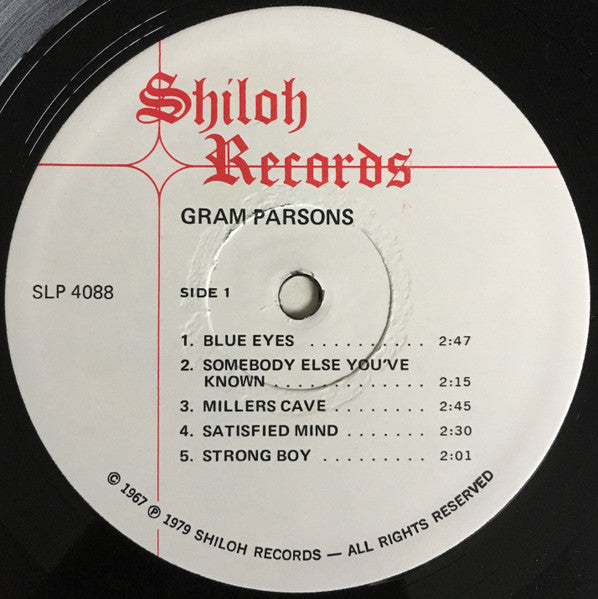 Shiloh
Records
GRAM PARSONS
SLP 4088
SIDE 1
1. BLUE EYES . . . . . . . . . . 2:47
2. SOMEBODY ELSE YOU'VE
KNOWN . . . . . . . . . . . . . 2:15
3. MILLERS CAVE . . . . . . . 2:45
4. SATISFIED MIND . . . . . . . 2:30
5. STRONG BOY . . . . . . . . . 2:01
© 1967 ℗ 1979 SHILOH RECORDS — ALL RIGHTS RESERVED